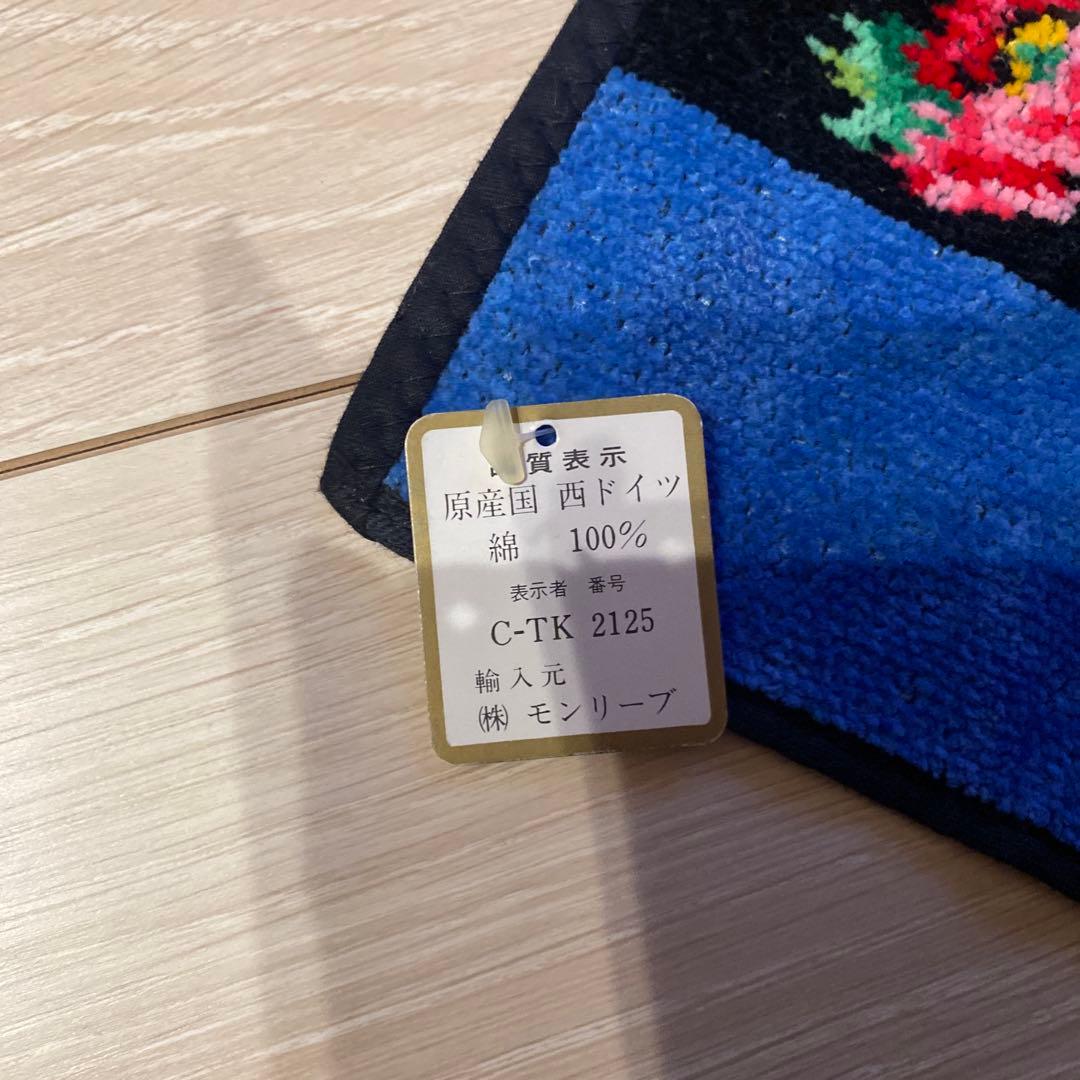 質表示
原産国 西ドイツ
綿 100%
表示者 番号
C-TK 2125
輸入元
㈱ モンリーブ